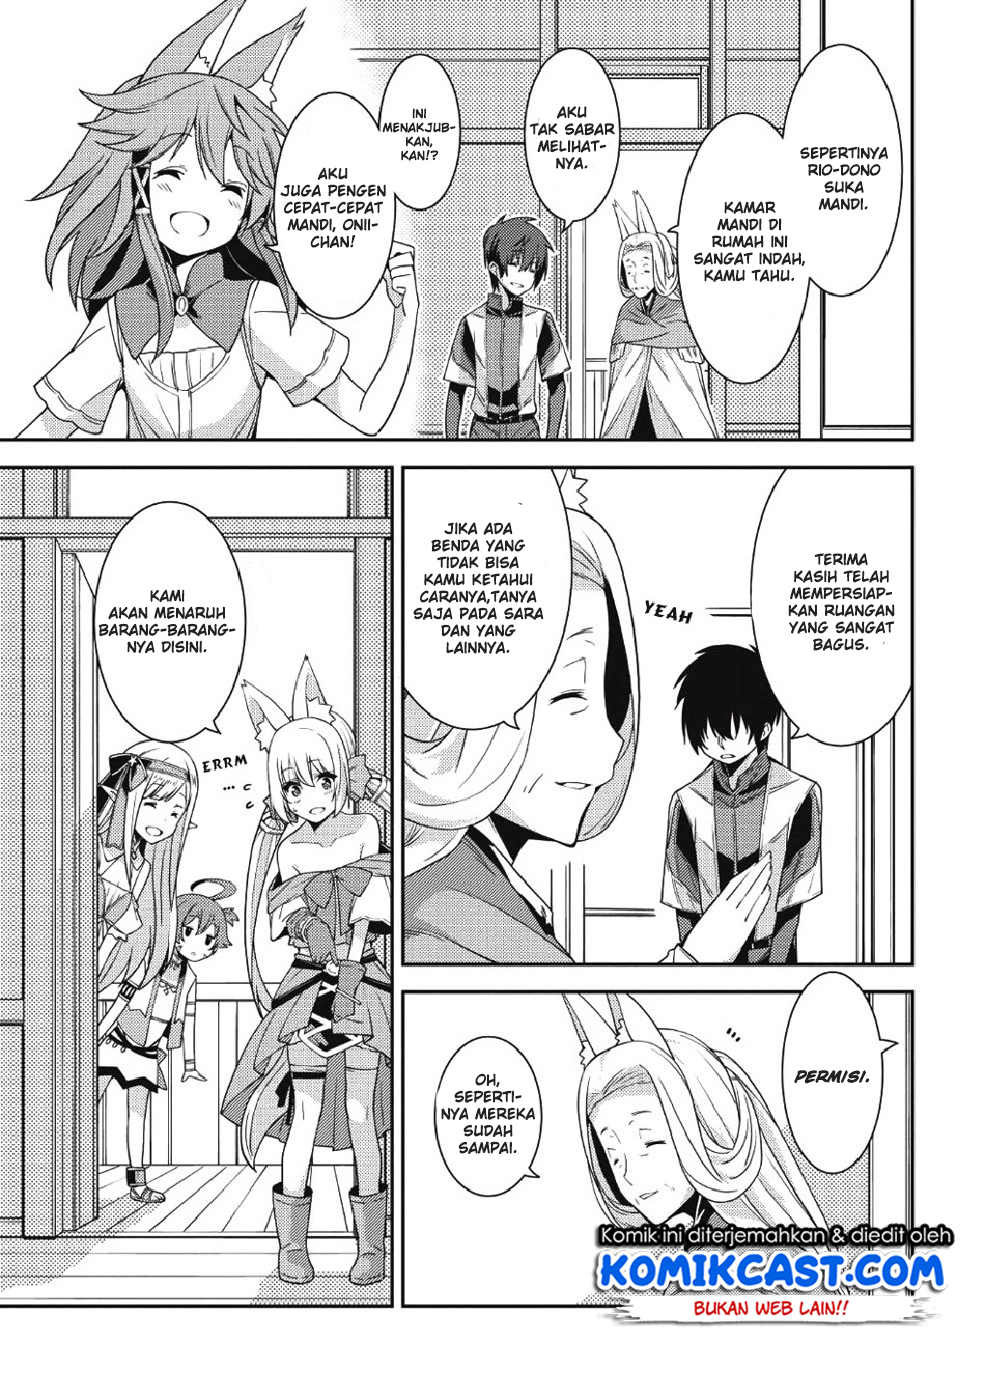 SEPERTINYA
RIO-DONO
SUKA
MANDI.
KAMAR
MANDI DI
RUMAH INI
SANGAT INDAH,
KAMU TAHU.
AKU
TAK SABAR
MELIHAT-
NYA.
INI
MENAKJUB-
KAN,
KAN!?
AKU
JUGA PENGEN
CEPAT-CEPAT
MANDI, ONII-
CHAN!
TERIMA
KASIH TELAH
MEMPERSIAP-
KAN RUANGAN
YANG SANGAT
BAGUS.
YEAH
JIKA ADA
BENDA YANG
TIDAK BISA
KAMU KETAHUI
CARANYA,TANYA
SAJA PADA SARA
DAN YANG
LAINNYA.
PERMISI.
OH,
SEPERTI-
NYA MEREKA
SUDAH
SAMPAI.
KAMI
AKAN MENARUH
BARANG-BARANG-
NYA DISINI.
ERRM
...
Komik ini diterjemahkan & diedit oleh
KOMIKCAST.COM
BUKAN WEB LAIN!!